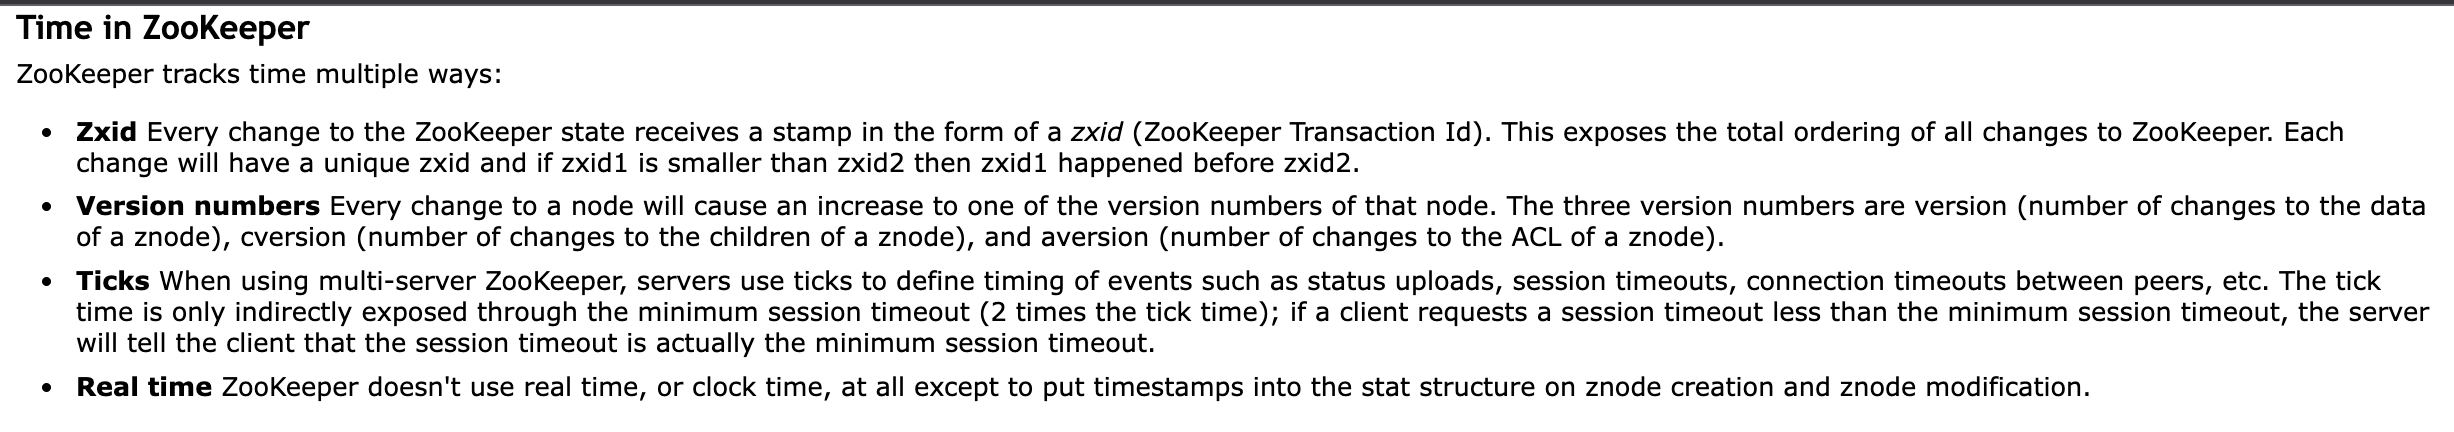 Time in ZooKeeper
ZooKeeper tracks time multiple ways:
• Zxid Every change to the ZooKeeper state receives a stamp in the form of a zxid (ZooKeeper Transaction Id). This exposes the total ordering of all changes to ZooKeeper. Each
change will have a unique zxid and if zxid1 is smaller than zxid2 then zxid1 happened before zxid2.
• Version numbers Every change to a node will cause an increase to one of the version numbers of that node. The three version numbers are version (number of changes to the data
of a znode), cversion (number of changes to the children of a znode), and aversion (number of changes to the ACL of a znode).
• Ticks When using multi-server ZooKeeper, servers use ticks to define timing of events such as status uploads, session timeouts, connection timeouts between peers, etc. The tick
time is only indirectly exposed through the minimum session timeout (2 times the tick time); if a client requests a session timeout less than the minimum session timeout, the server
will tell the client that the session timeout is actually the minimum session timeout.
• Real time ZooKeeper doesn't use real time, or clock time, at all except to put timestamps into the stat structure on znode creation and znode modification.